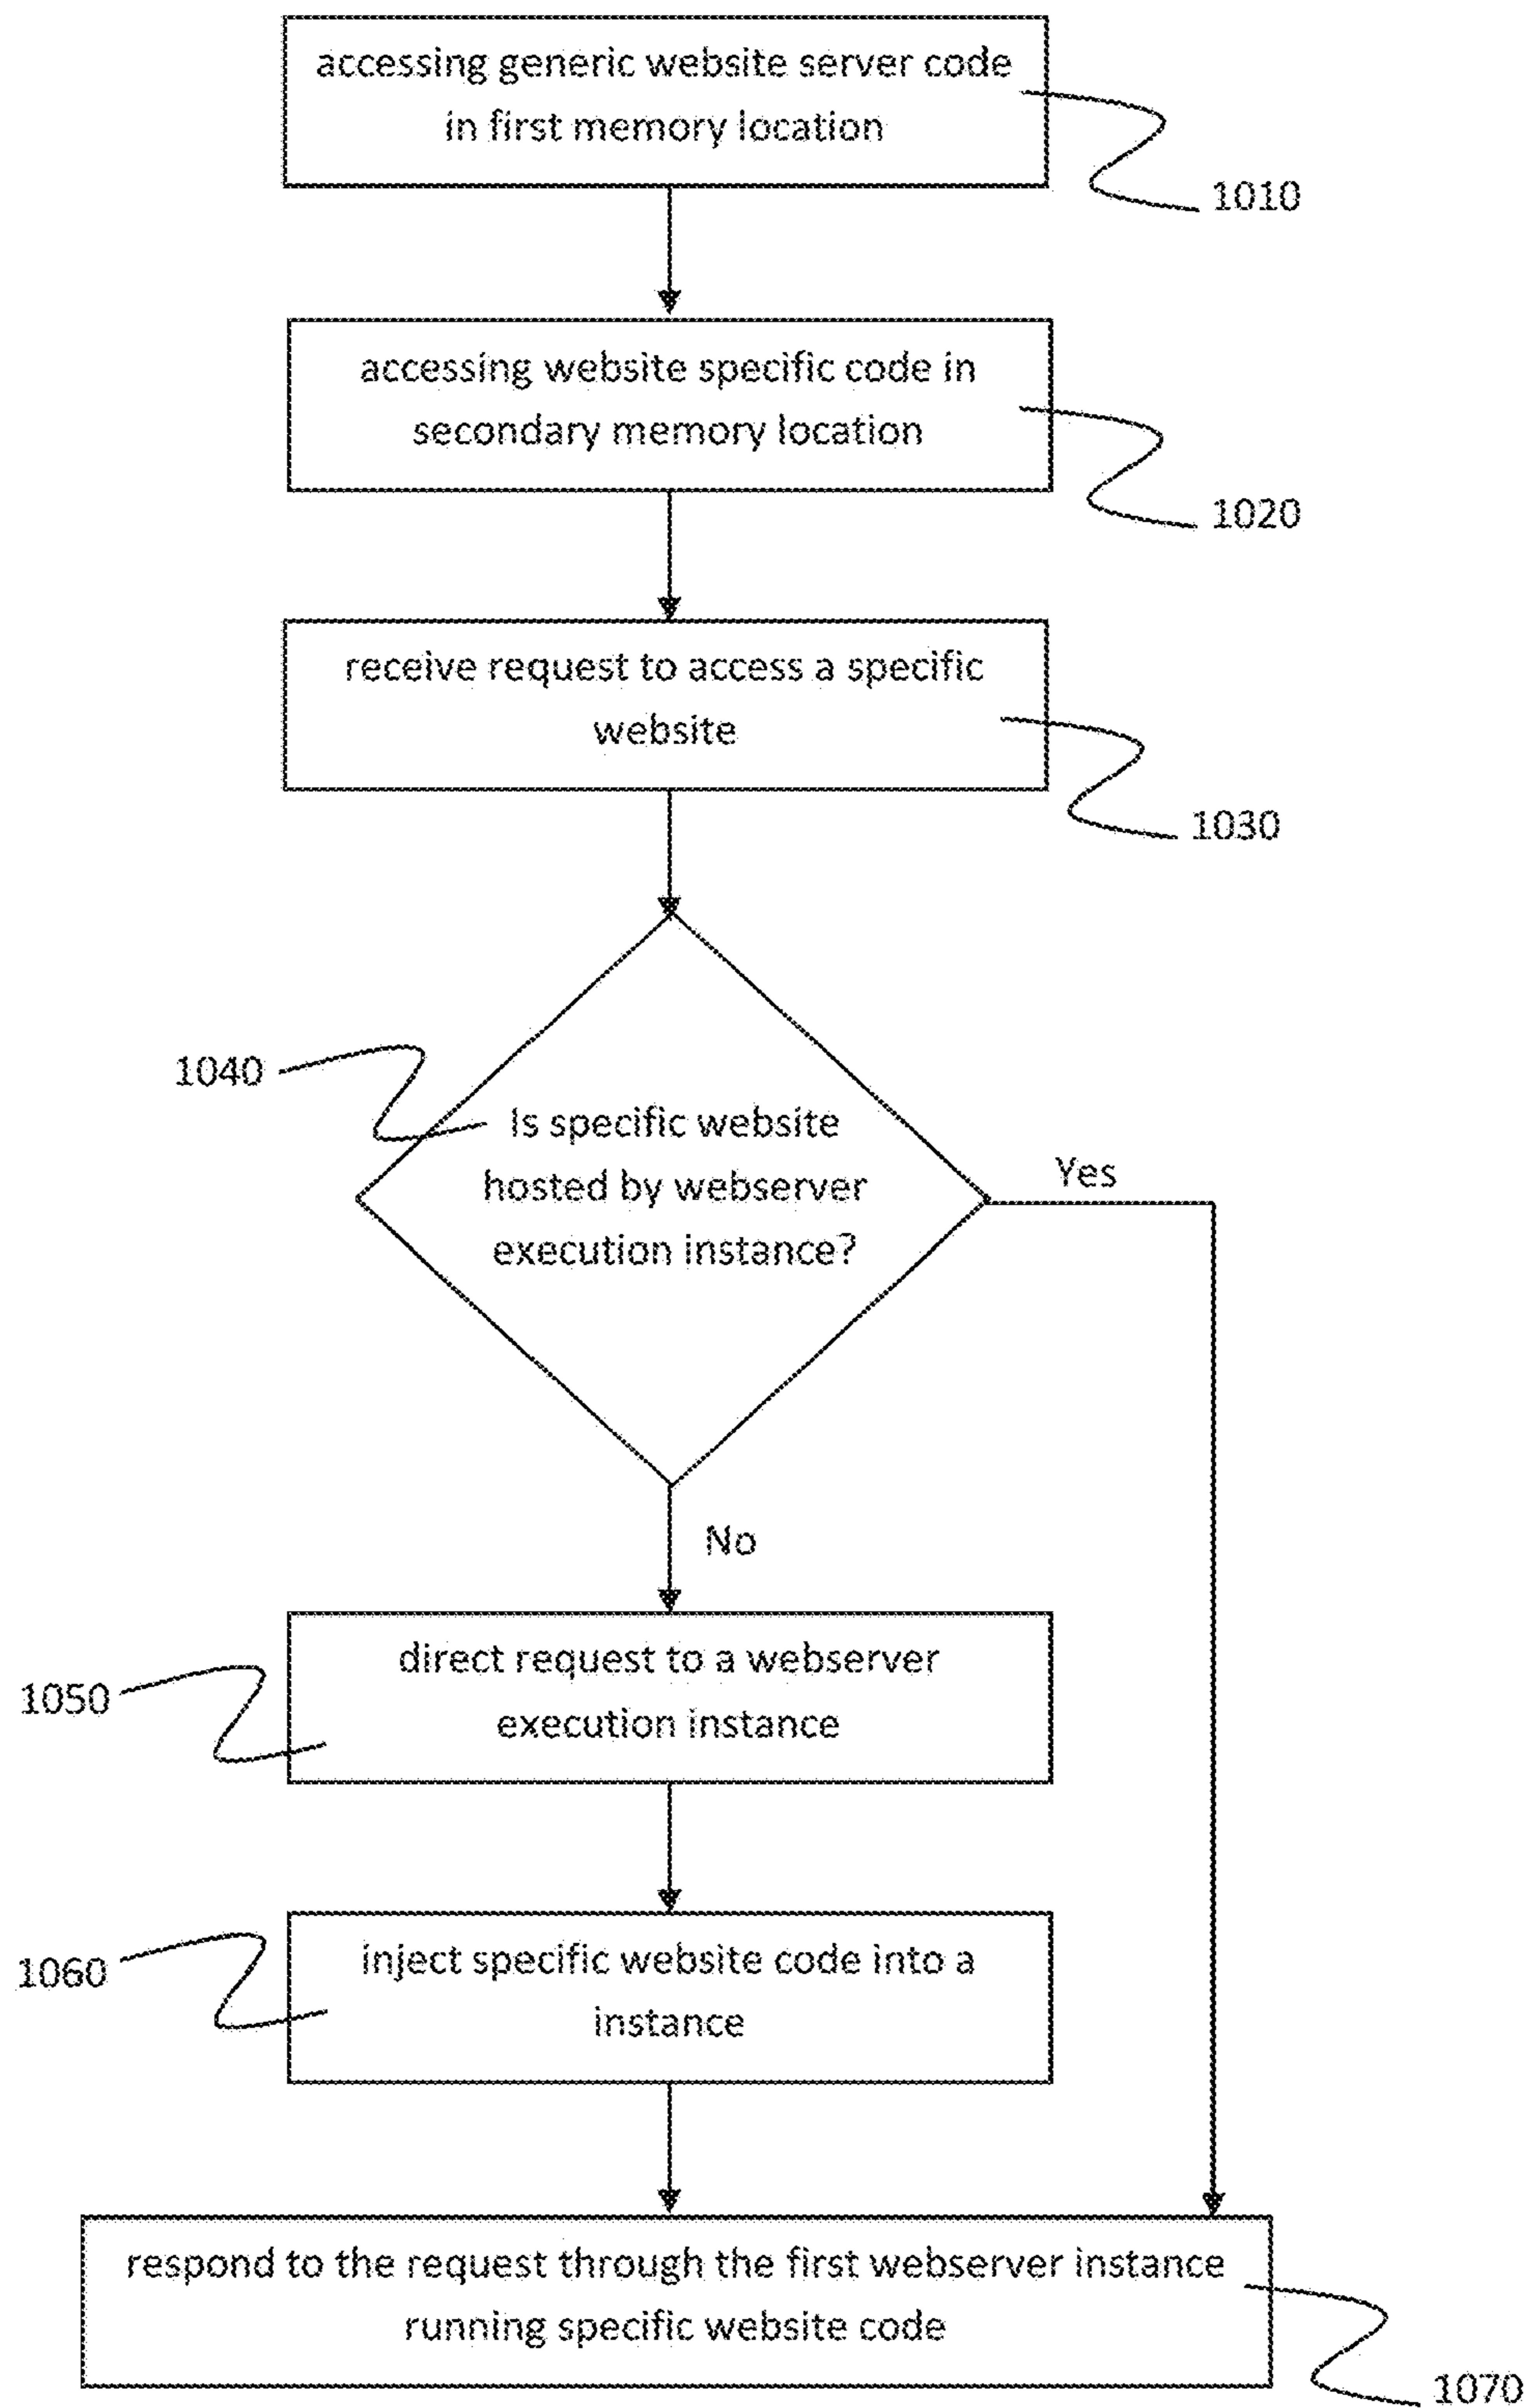 accessing generic website server code
in first memory location
1010
accessing website specific code in
secondary memory location
1020
receive request to access a specific
website
1030
1040
Is specific website
hosted by webserver
execution instance?
Yes
No
direct request to a webserver
execution instance
1050
inject specific website code into a
instance
1060
respond to the request through the first webserver instance
running specific website code
1070